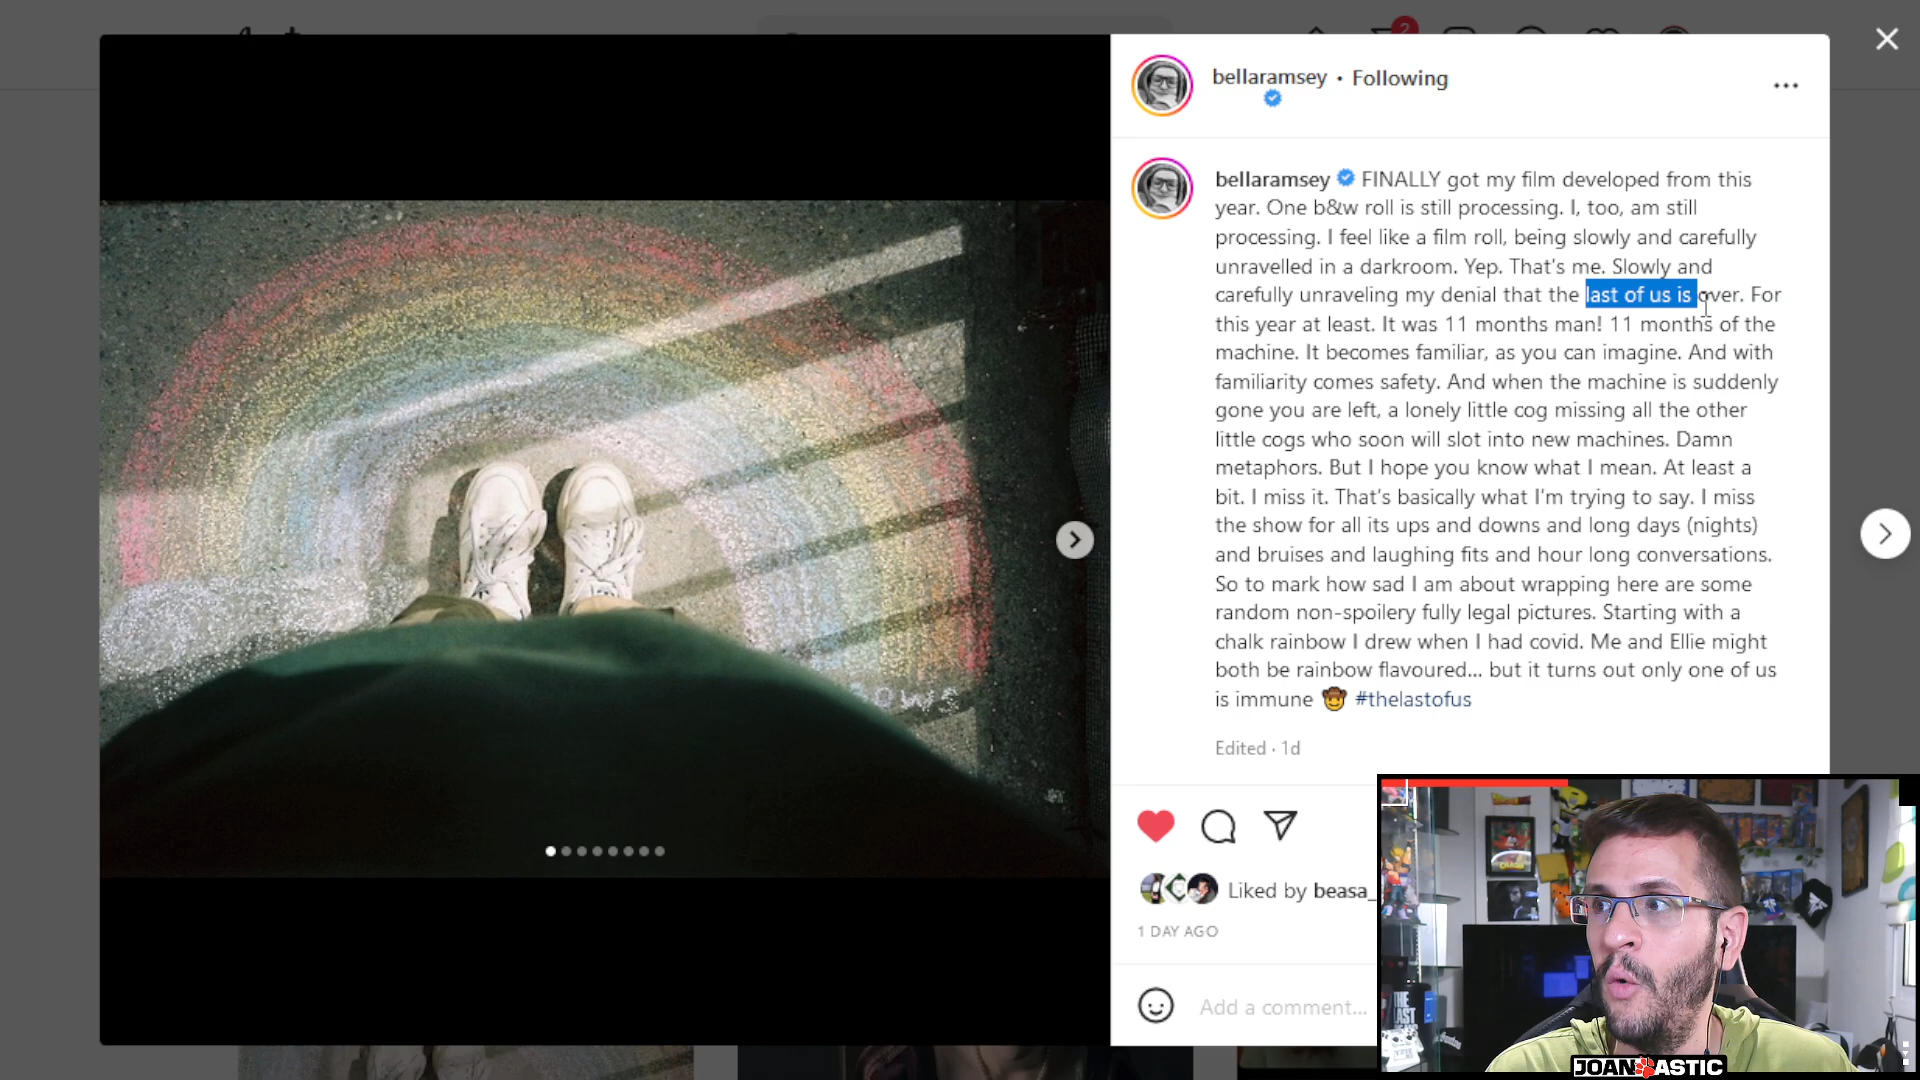 2
bellaramsey • Following
bellaramsey FINALLY got my film developed from this
year. One b&w roll is still processing. I, too, am still
processing. I feel like a film roll, being slowly and carefully
unravelled in a darkroom. Yep. That's me. Slowly and
carefully unraveling my denial that the last of us is over. For
this year at least. It was 11 months man! 11 months of the
machine. It becomes familiar, as you can imagine. And with
familiarity comes safety. And when the machine is suddenly
gone you are left, a lonely little cog missing all the other
little cogs who soon will slot into new machines. Damn
metaphors. But I hope you know what I mean. At least a
bit. I miss it. That's basically what I'm trying to say. I miss
the show for all its ups and downs and long days (nights)
and bruises and laughing fits and hour long conversations.
So to mark how sad I am about wrapping here are some
random non-spoilery fully legal pictures. Starting with a
chalk rainbow I drew when I had covid. Me and Ellie might
both be rainbow flavoured... but it turns out only one of us
is immune 🤠 #thelastofus
Edited · 1d
Liked by beasa_
1 DAY AGO
Add a comment...
THE
LAST
JOANTASTIC